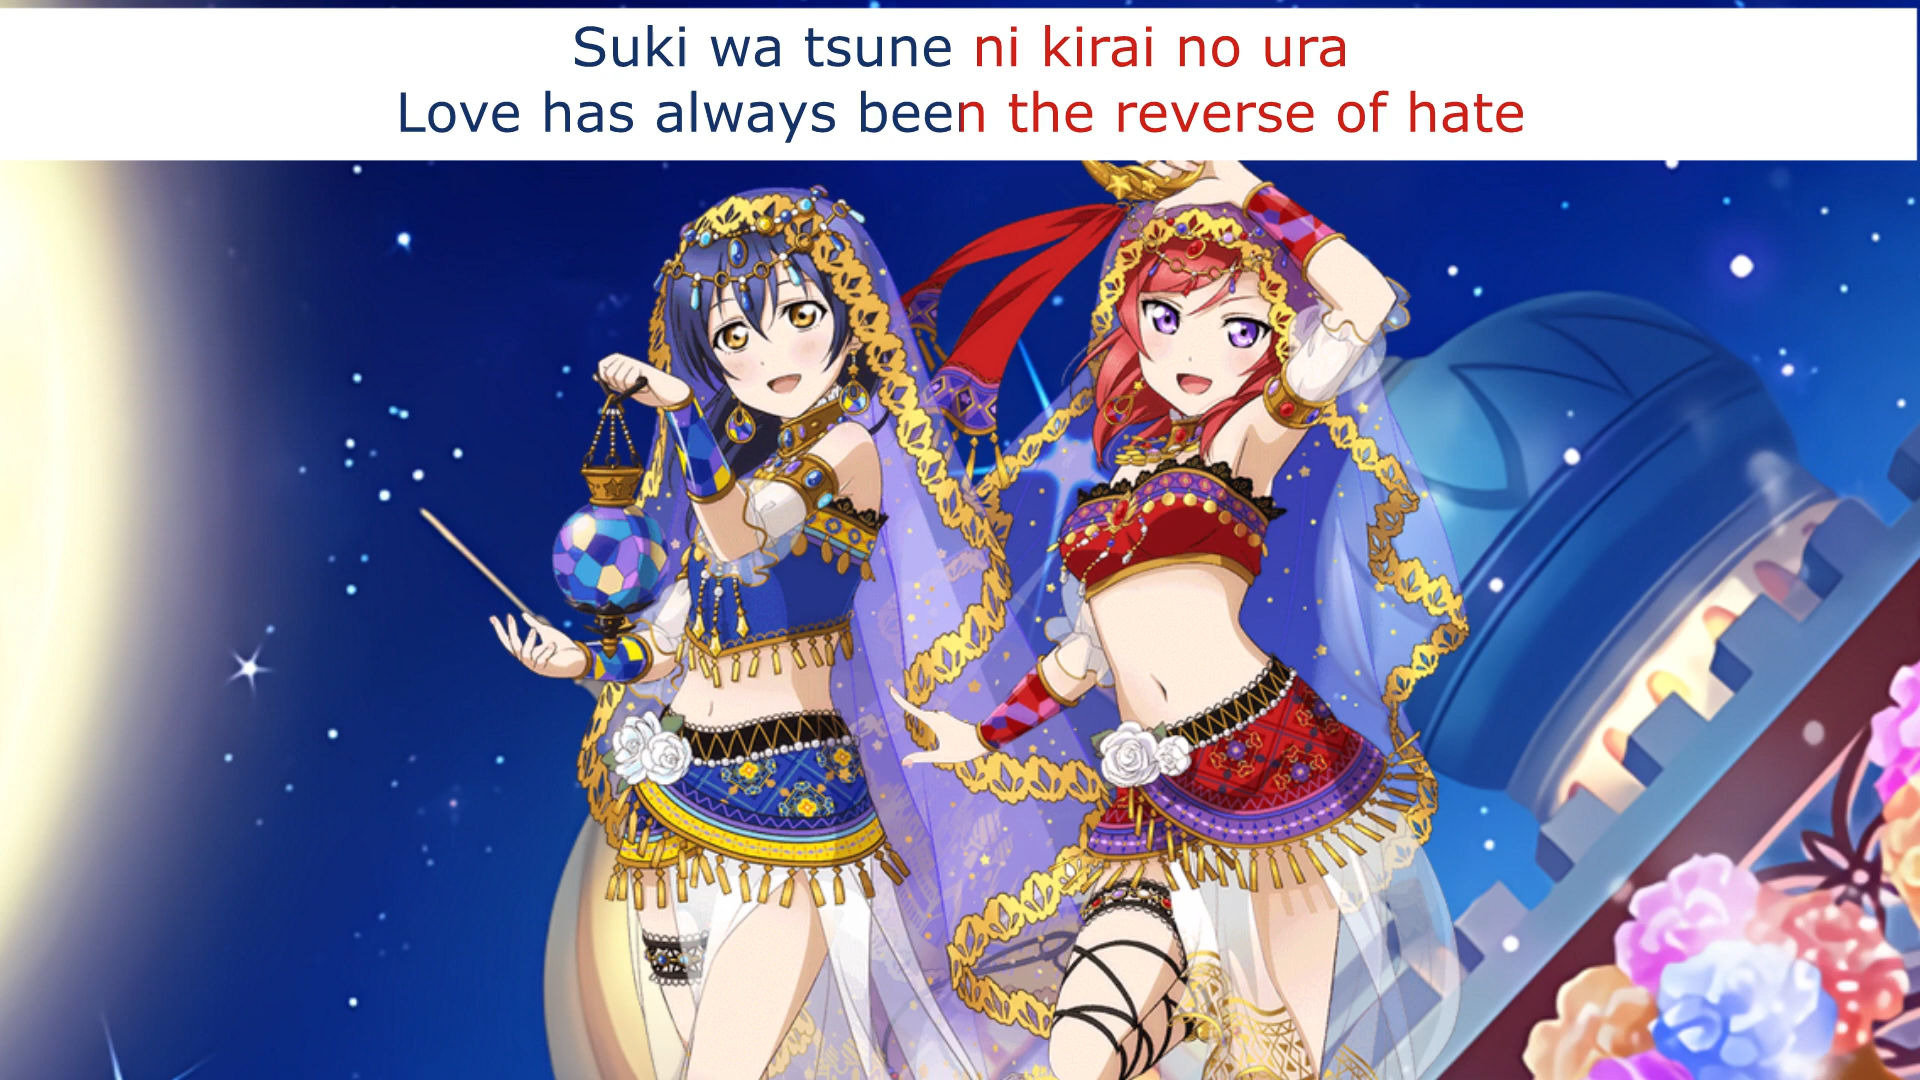 Suki wa tsune ni kirai no ura
Love has always been the reverse of hate